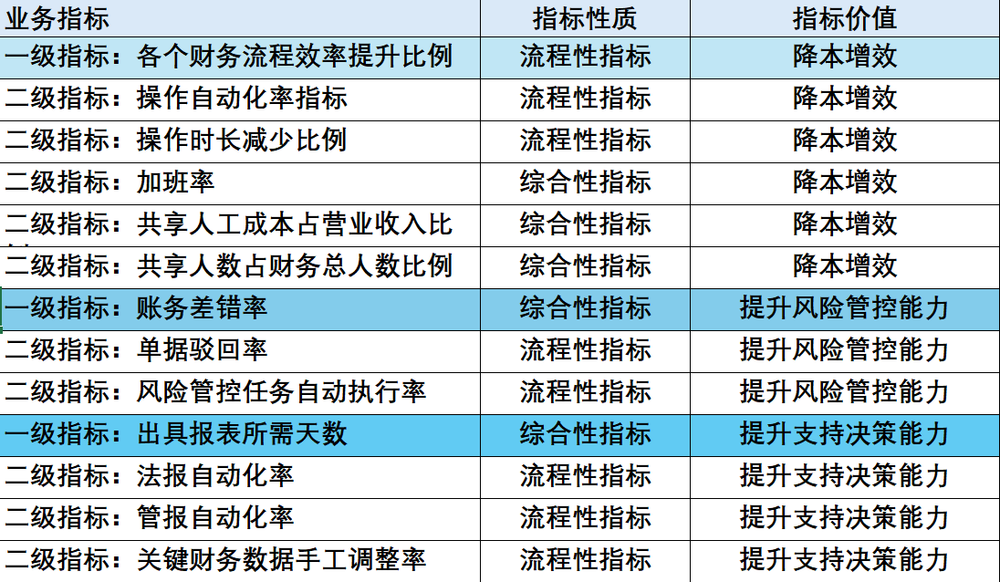 业务指标 指标性质 指标价值
一级指标：各个财务流程效率提升比例 流程性指标 降本增效
二级指标：操作自动化率指标 流程性指标 降本增效
二级指标：操作时长减少比例 流程性指标 降本增效
二级指标：加班率 综合性指标 降本增效
二级指标：共享人工成本占营业收入比 综合性指标 降本增效
二级指标：共享人数占财务总人数比例 综合性指标 降本增效
一级指标：账务差错率 综合性指标 提升风险管控能力
二级指标：单据驳回率 流程性指标 提升风险管控能力
二级指标：风险管控任务自动执行率 流程性指标 提升风险管控能力
一级指标：出具报表所需天数 综合性指标 提升支持决策能力
二级指标：法报自动化率 流程性指标 提升支持决策能力
二级指标：管报自动化率 流程性指标 提升支持决策能力
二级指标：关键财务数据手工调整率 流程性指标 提升支持决策能力